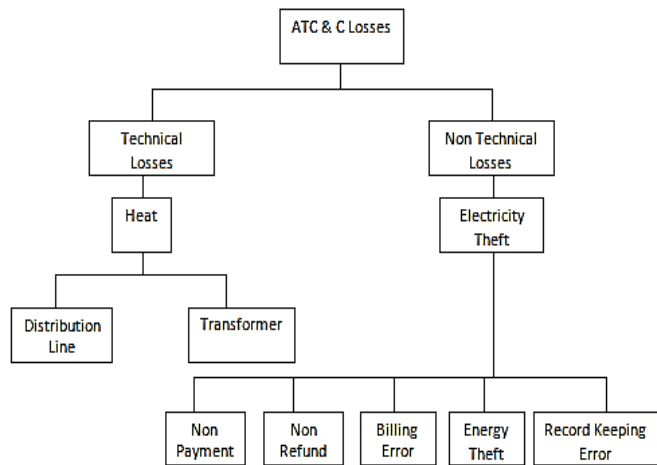 ATC & C Losses
Technical
Losses
Non Technical
Losses
Heat
Electricity
Theft
Distribution
Line
Transformer
Non
Payment
Non
Refund
Billing
Error
Energy
Theft
Record Keeping
Error